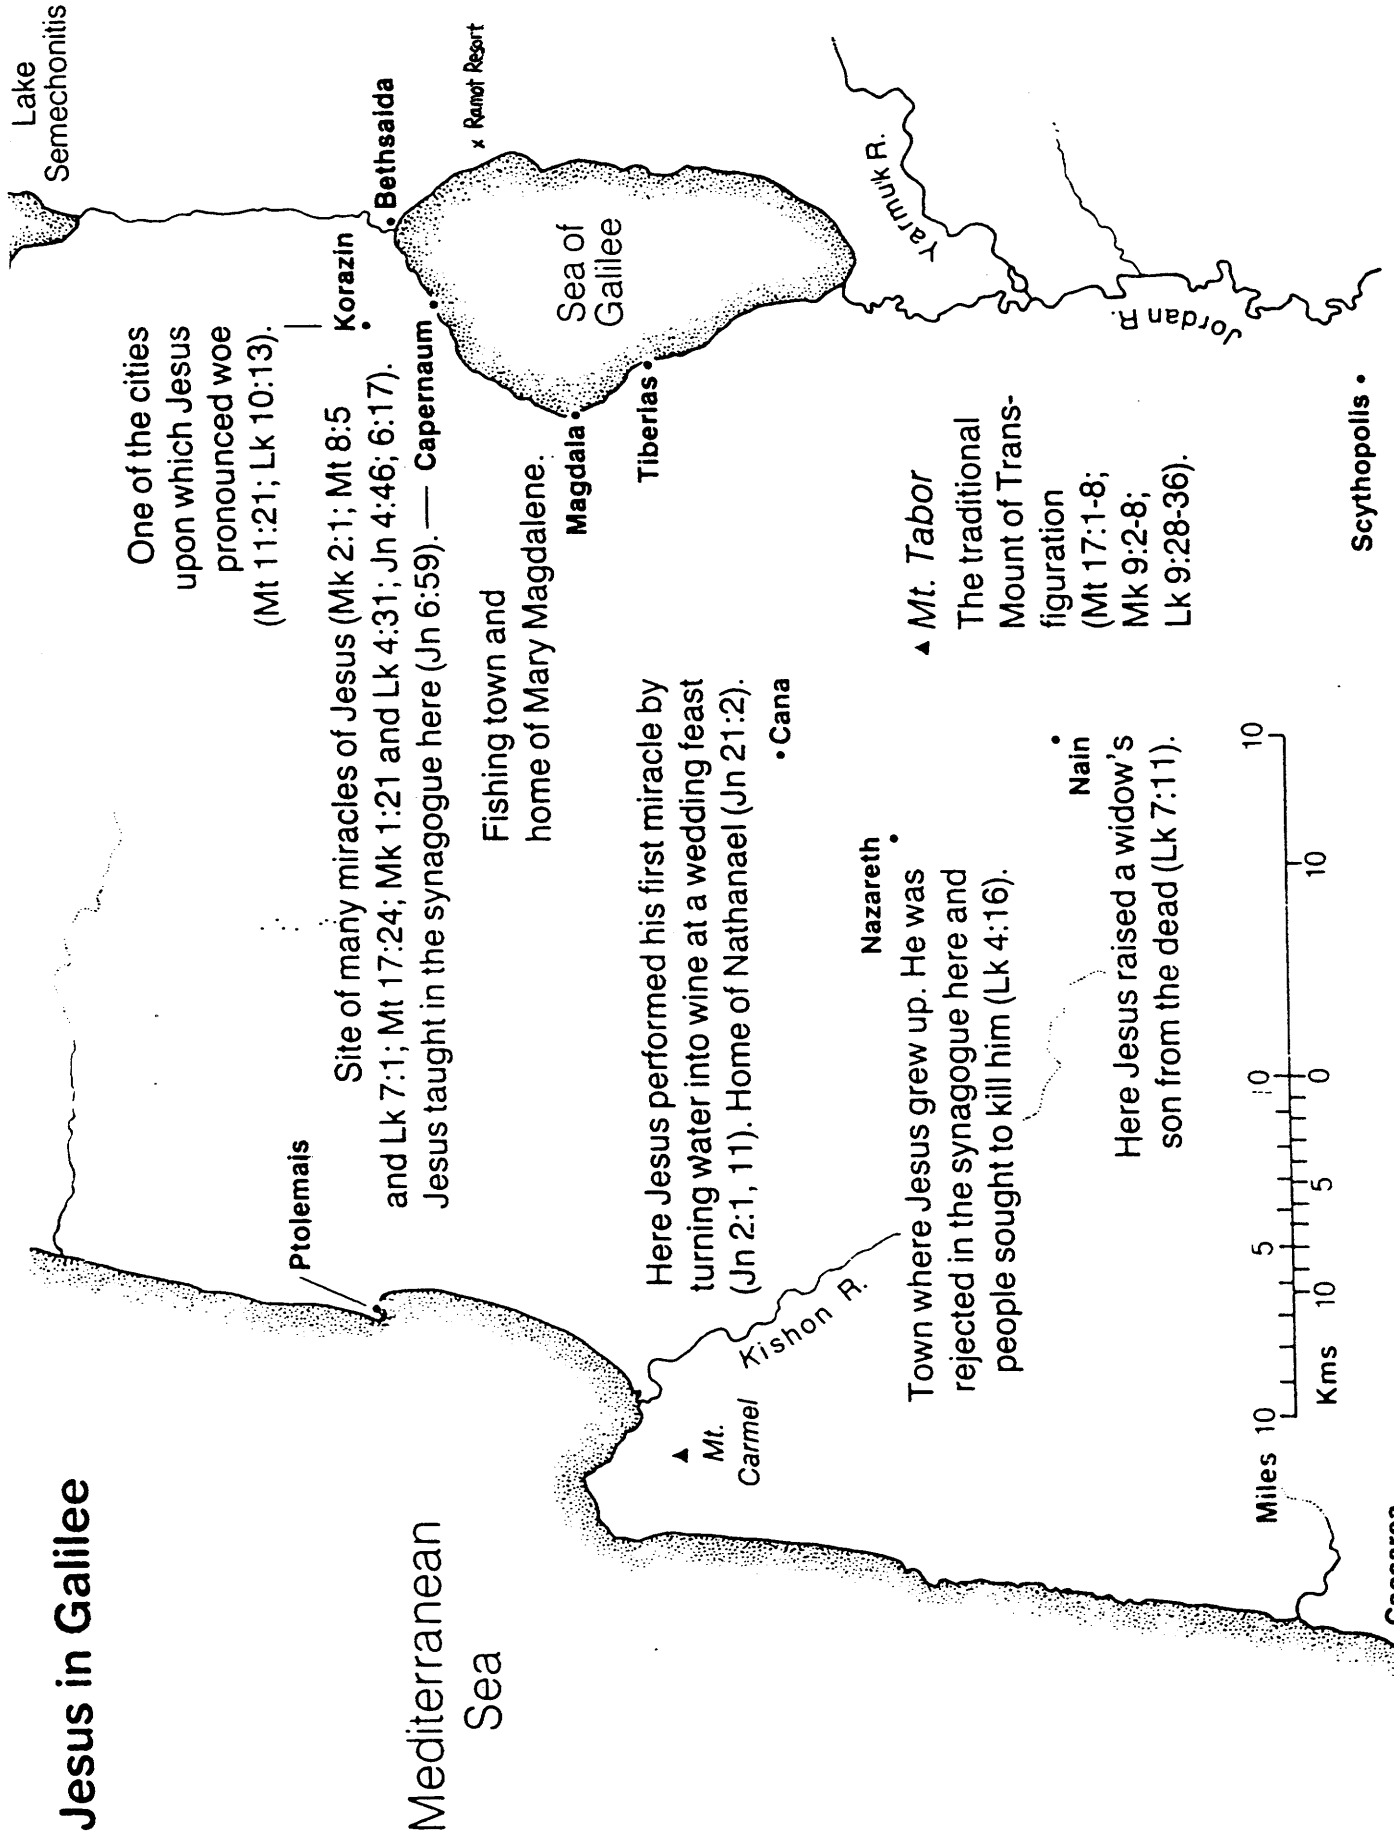 Jesus in Galilee
Lake
Semechonitis
Mediterranean
Sea
Ptolemais
One of the cities
upon which Jesus
pronounced woe
(Mt 11:21; Lk 10:13).
Korazin
Bethsaida
x Ramot Resort
Site of many miracles of Jesus (Mk 2:1; Mt 8:5
and Lk 7:1; Mt 17:24; Mk 1:21 and Lk 4:31; Jn 4:46; 6:17).
Jesus taught in the synagogue here (Jn 6:59). — Capernaum
Fishing town and
home of Mary Magdalene.
Magdala
Sea of
Galilee
Tiberias
Here Jesus performed his first miracle by
turning water into wine at a wedding feast
(Jn 2:1, 11). Home of Nathanael (Jn 21:2).
Cana
Mt.
Carmel
Kishon R.
Nazareth
Town where Jesus grew up. He was
rejected in the synagogue here and
people sought to kill him (Lk 4:16).
Mt. Tabor
The traditional
Mount of Trans-
figuration
(Mt 17:1-8;
Mk 9:2-8;
Lk 9:28-36).
Yarmuk R.
Jordan R.
Nain
Here Jesus raised a widow's
son from the dead (Lk 7:11).
Scythopolis
Miles 10 5 0 10
Kms 10 5 0 10